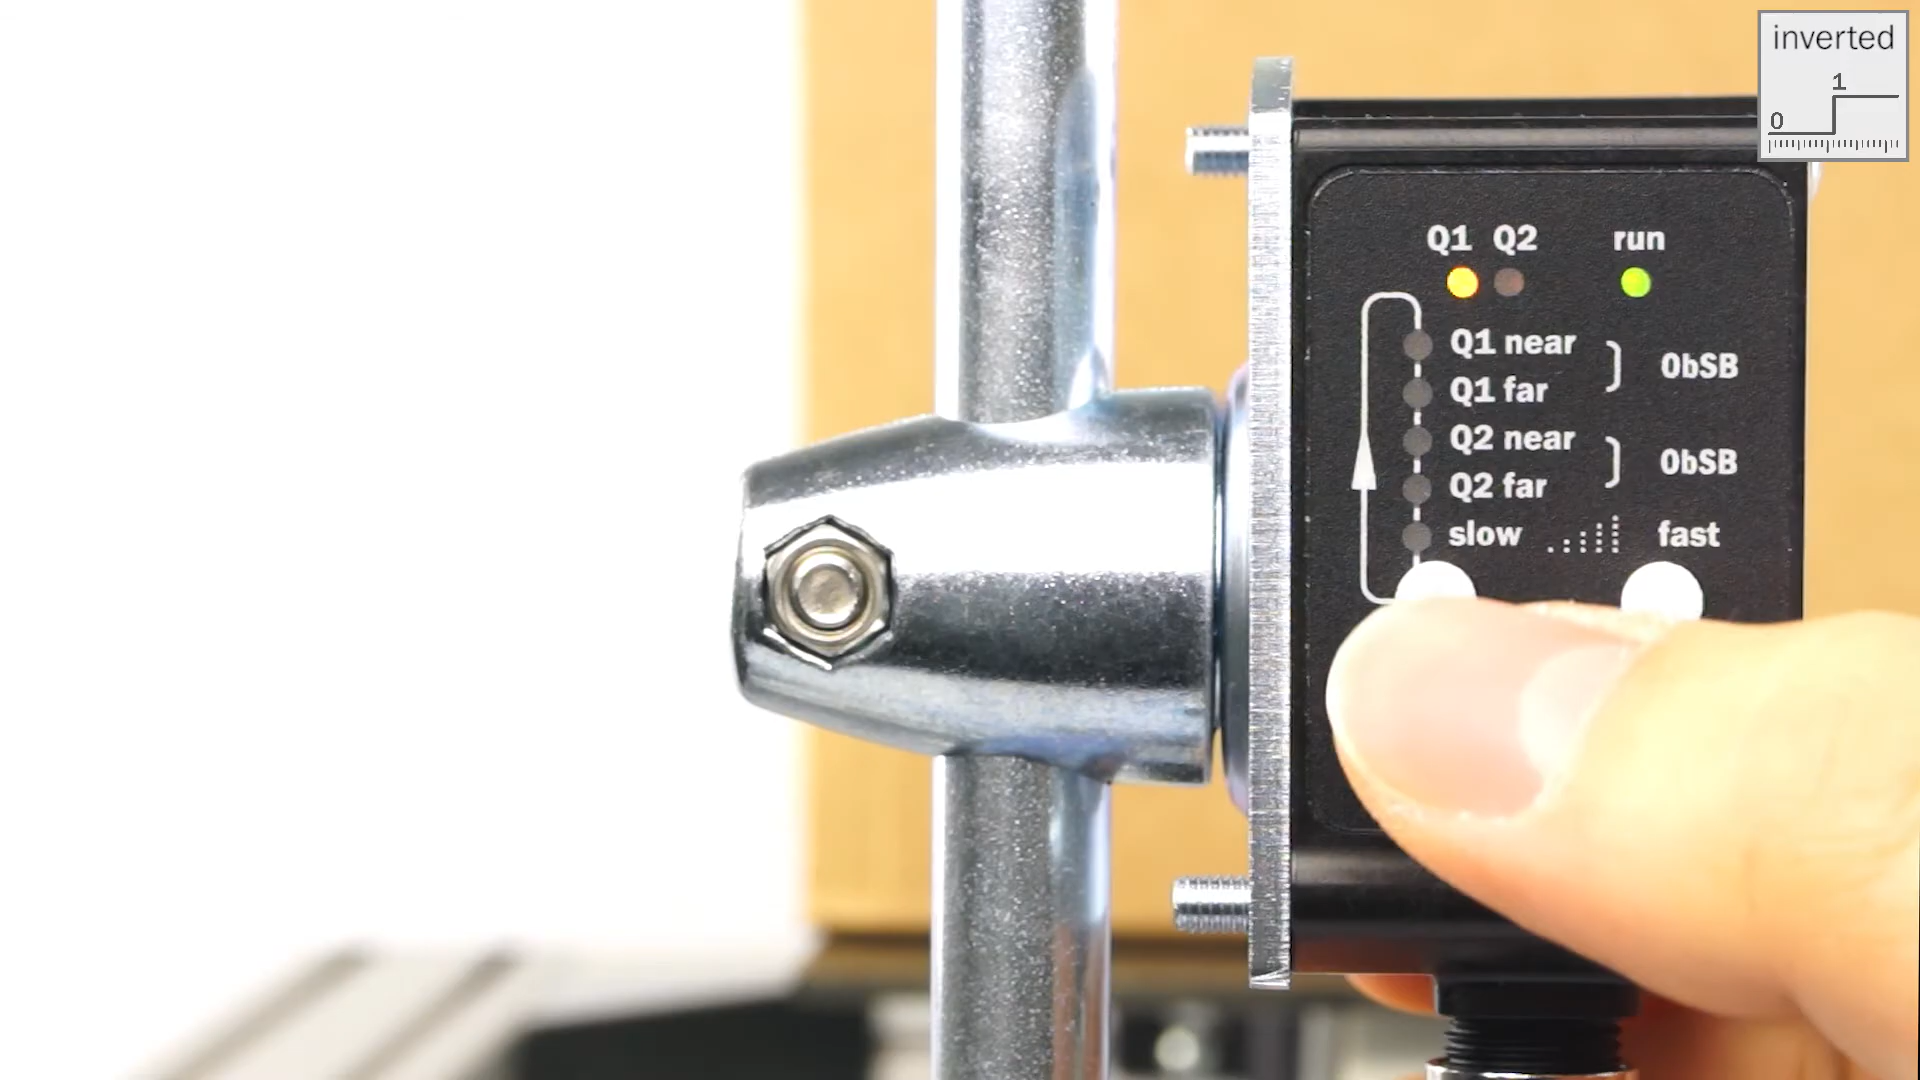 inverted
1
0
Q1 Q2 run
Q1 near
ObSB
Q1 far
Q2 near
ObSB
Q2 far
slow fast